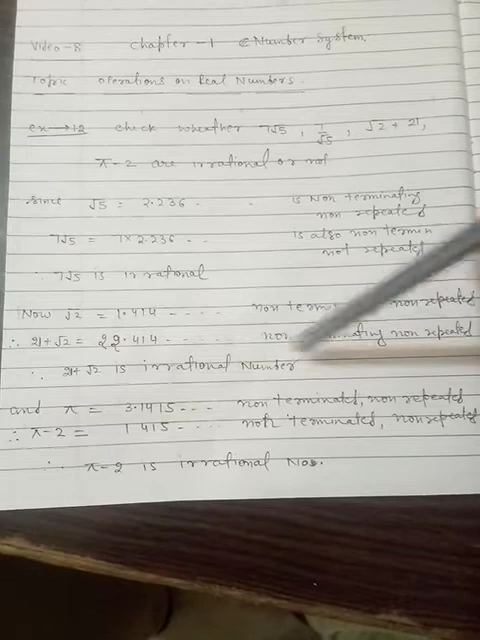 Video-8 Chapter-1 Number System
Topic operations on Real Numbers.
ex→12 check wheather 7√5, 7/√5, √2 + 21,
π-2 are irrational or not
Since √5 = 2.236.. is Non terminating non repeated
7√5 = 7×2.236... is also non termin not repeated
∴ 7√5 is irrational
Now √2 = 1.414..... non term non repeated
∴ 21+√2 = 22.414..... non minating non repeated
∴ 21+√2 is irrational Number
and π = 3.1415.... non terminated, non repeated
∴ π-2 = 1 415..... terminated, non repeated
∴ π-2 is irrational Nos.